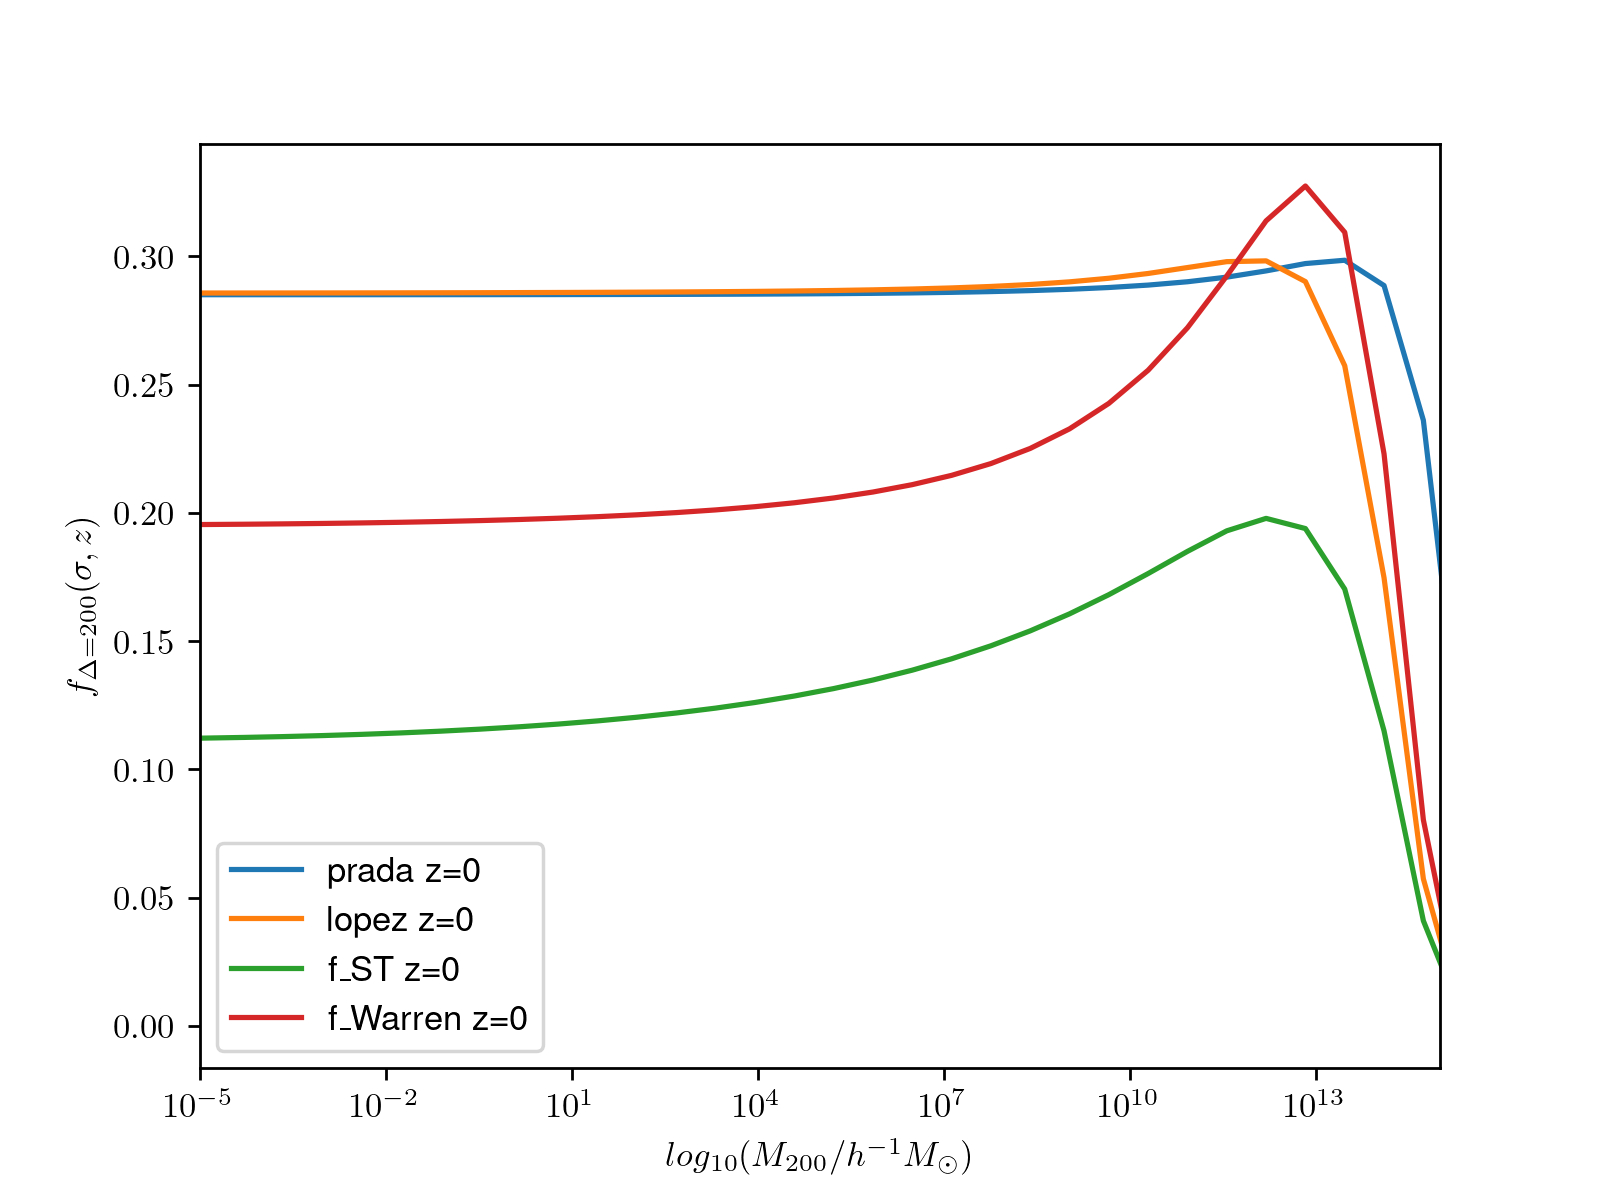 0.30
0.25
0.20
0.15
0.10
0.05
0.00
f_{Δ=200}(σ, z)
prada z=0
lopez z=0
f_ST z=0
f_Warren z=0
10^{-5} 10^{-2} 10^{1} 10^{4} 10^{7} 10^{10} 10^{13}
log_{10}(M_{200}/h^{-1}M_⊙)